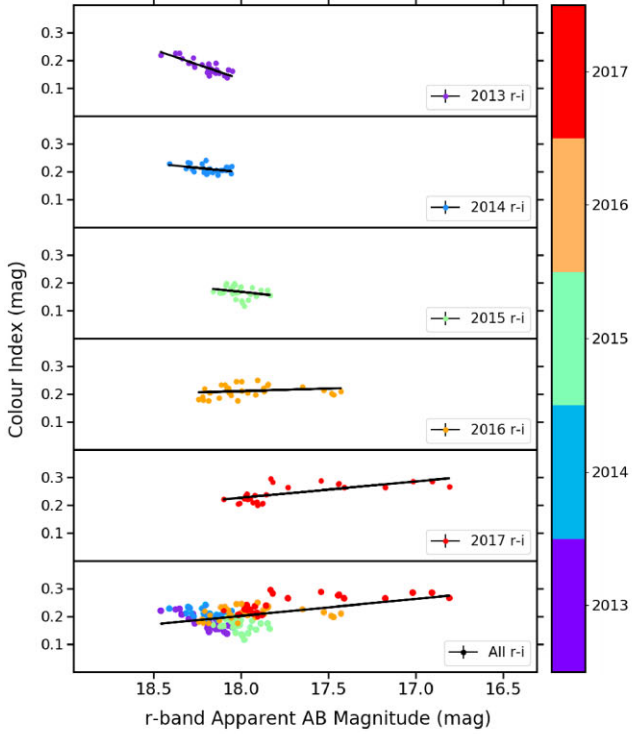 0.3
0.2
0.1
2013 r-i
0.3
0.2
0.1
2014 r-i
0.3
0.2
0.1
2015 r-i
0.3
0.2
0.1
2016 r-i
0.3
0.2
0.1
2017 r-i
0.3
0.2
0.1
All r-i
18.5 18.0 17.5 17.0 16.5
r-band Apparent AB Magnitude (mag)
Colour Index (mag)
2017
2016
2015
2014
2013